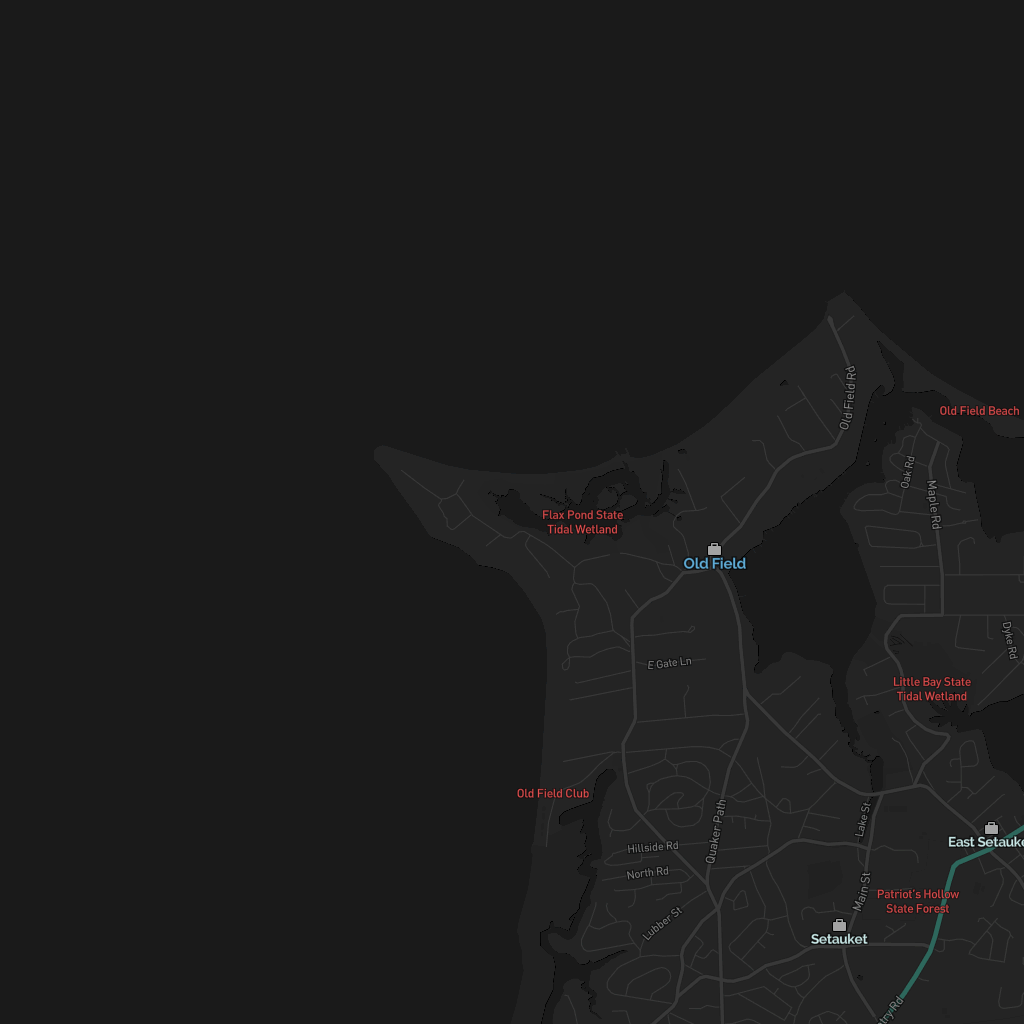 Old Field Rd
Old Field Beach
Oak Rd
Maple Rd
Flax Pond State
Tidal Wetland
Old Field
Dyke Rd
E Gate Ln
Little Bay State
Tidal Wetland
Old Field Club
Quaker Path
Lake St
Hillside Rd
East Setauke
North Rd
Main St
Patriot's Hollow
State Forest
Lubber St
Setauket
try Rd